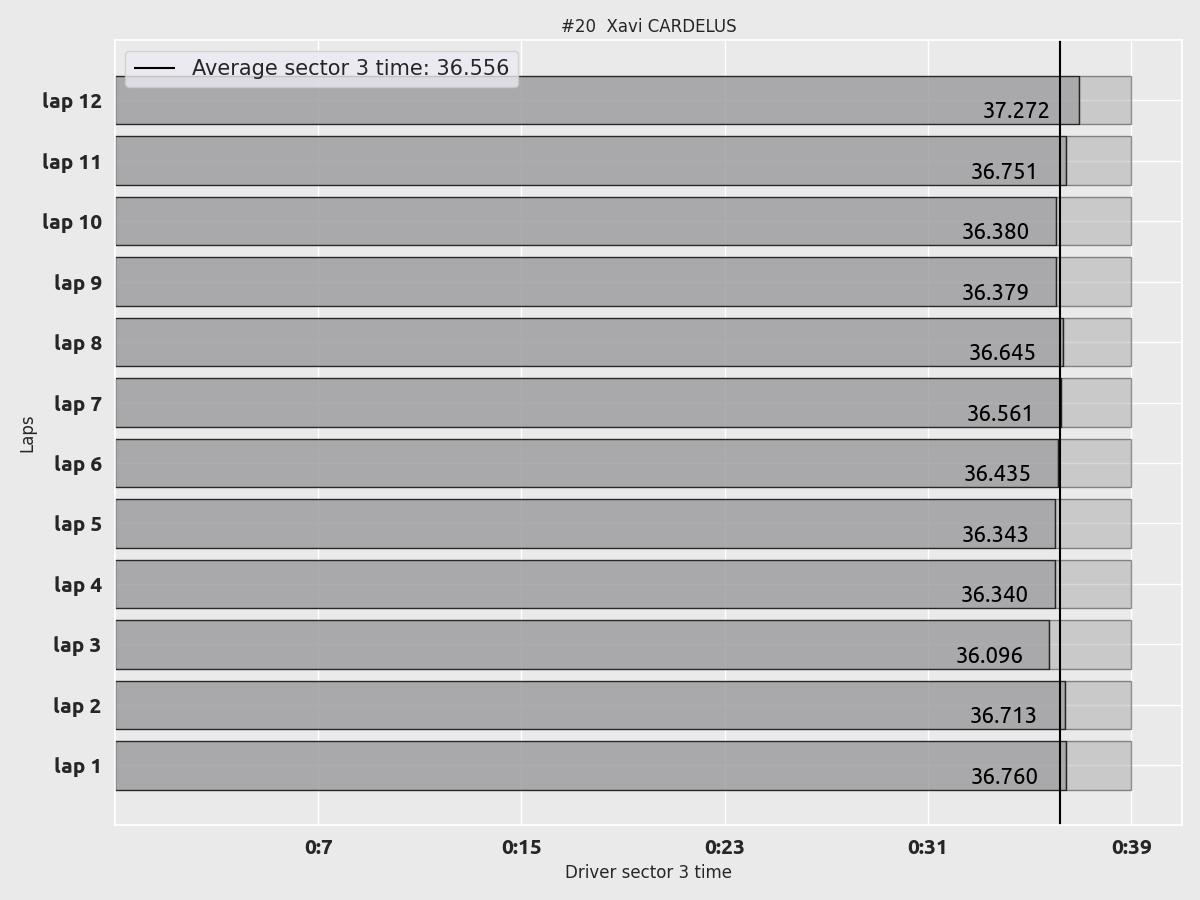 #20  Xavi CARDELUS
Average sector 3 time: 36.556
lap 12
37.272
lap 11
36.751
lap 10
36.380
lap 9
36.379
lap 8
36.645
lap 7
36.561
lap 6
36.435
lap 5
36.343
lap 4
36.340
lap 3
36.096
lap 2
36.713
lap 1
36.760
Laps
0:7 0:15 0:23 0:31 0:39
Driver sector 3 time